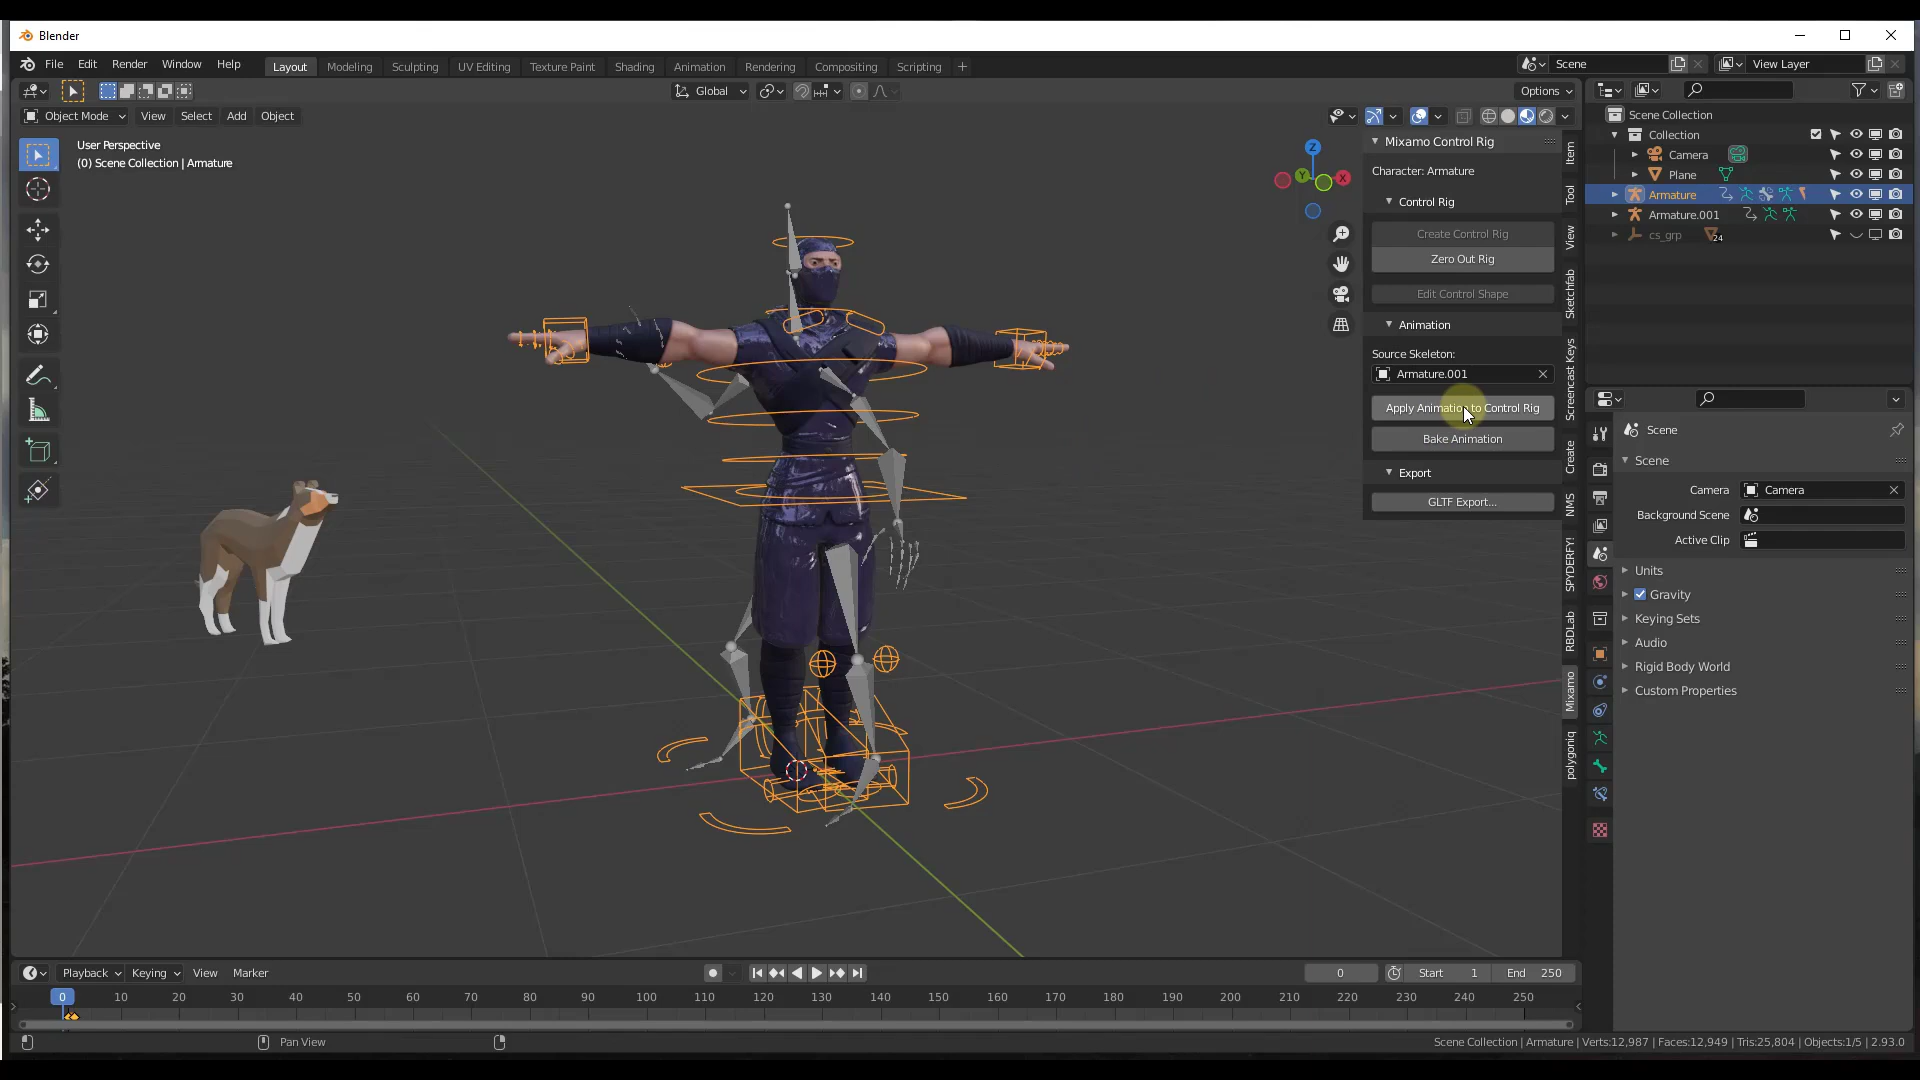 Blender
File Edit Render Window Help
Layout Modeling Sculpting UV Editing Texture Paint Shading Animation Rendering Compositing Scripting +
Scene
View Layer
Global
Options
Object Mode View Select Add Object
User Perspective
(0) Scene Collection | Armature
Z
Y
X
Mixamo Control Rig
Character: Armature
Control Rig
Create Control Rig
Zero Out Rig
Edit Control Shape
Animation
Source Skeleton:
Armature.001
Apply Animation to Control Rig
Bake Animation
Export
GLTF Export...
Item
Tool
View
Sketchfab
Screencast Keys
Create
NMS
SPYDERFY!
RBDLab
Mixamo
polygoniq
Scene Collection
Collection
Camera
Plane
Armature
Armature.001
cs_grp
24
Scene
Scene
Camera Camera
Background Scene
Active Clip
Units
Gravity
Keying Sets
Audio
Rigid Body World
Custom Properties
Playback Keying View Marker
0
Start 1
End 250
0 10 20 30 40 50 60 70 80 90 100 110 120 130 140 150 160 170 180 190 200 210 220 230 240 250
Pan View
Scene Collection | Armature | Verts:12,987 | Faces:12,949 | Tris:25,804 | Objects:1/5 | 2.93.0